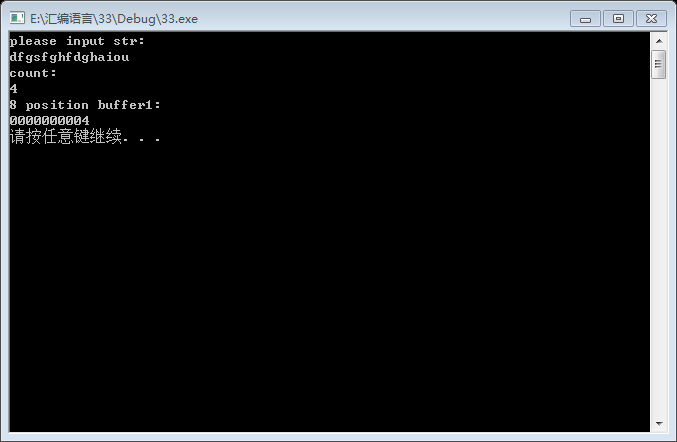 E:\汇编语言\33\Debug\33.exe
please input str:
dfgsfghfdghaiou
count:
4
8 position buffer1:
0000000004
请按任意键继续. . .